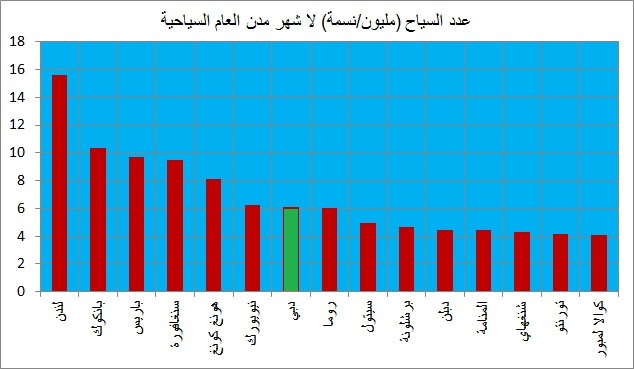 عدد السياح (مليون/نسمة) لا شهر مدن العام السياحية
18
16
14
12
10
8
6
4
2
0
لندن
بانكوك
باريس
سنغافورة
هونغ كونغ
نيويورك
دبي
روما
سيئول
برشلونة
دبلن
المنامة
شنغهاي
تورنتو
كوالا لمبور